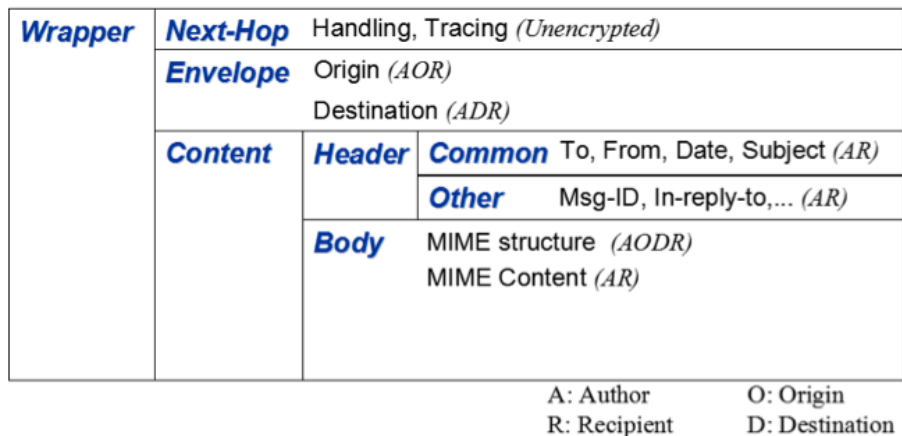 Wrapper Next-Hop Handling, Tracing (Unencrypted)
Envelope Origin (AOR)
Destination (ADR)
Content Header Common To, From, Date, Subject (AR)
Other Msg-ID, In-reply-to,... (AR)
Body MIME structure (AODR)
MIME Content (AR)
A: Author O: Origin
R: Recipient D: Destination